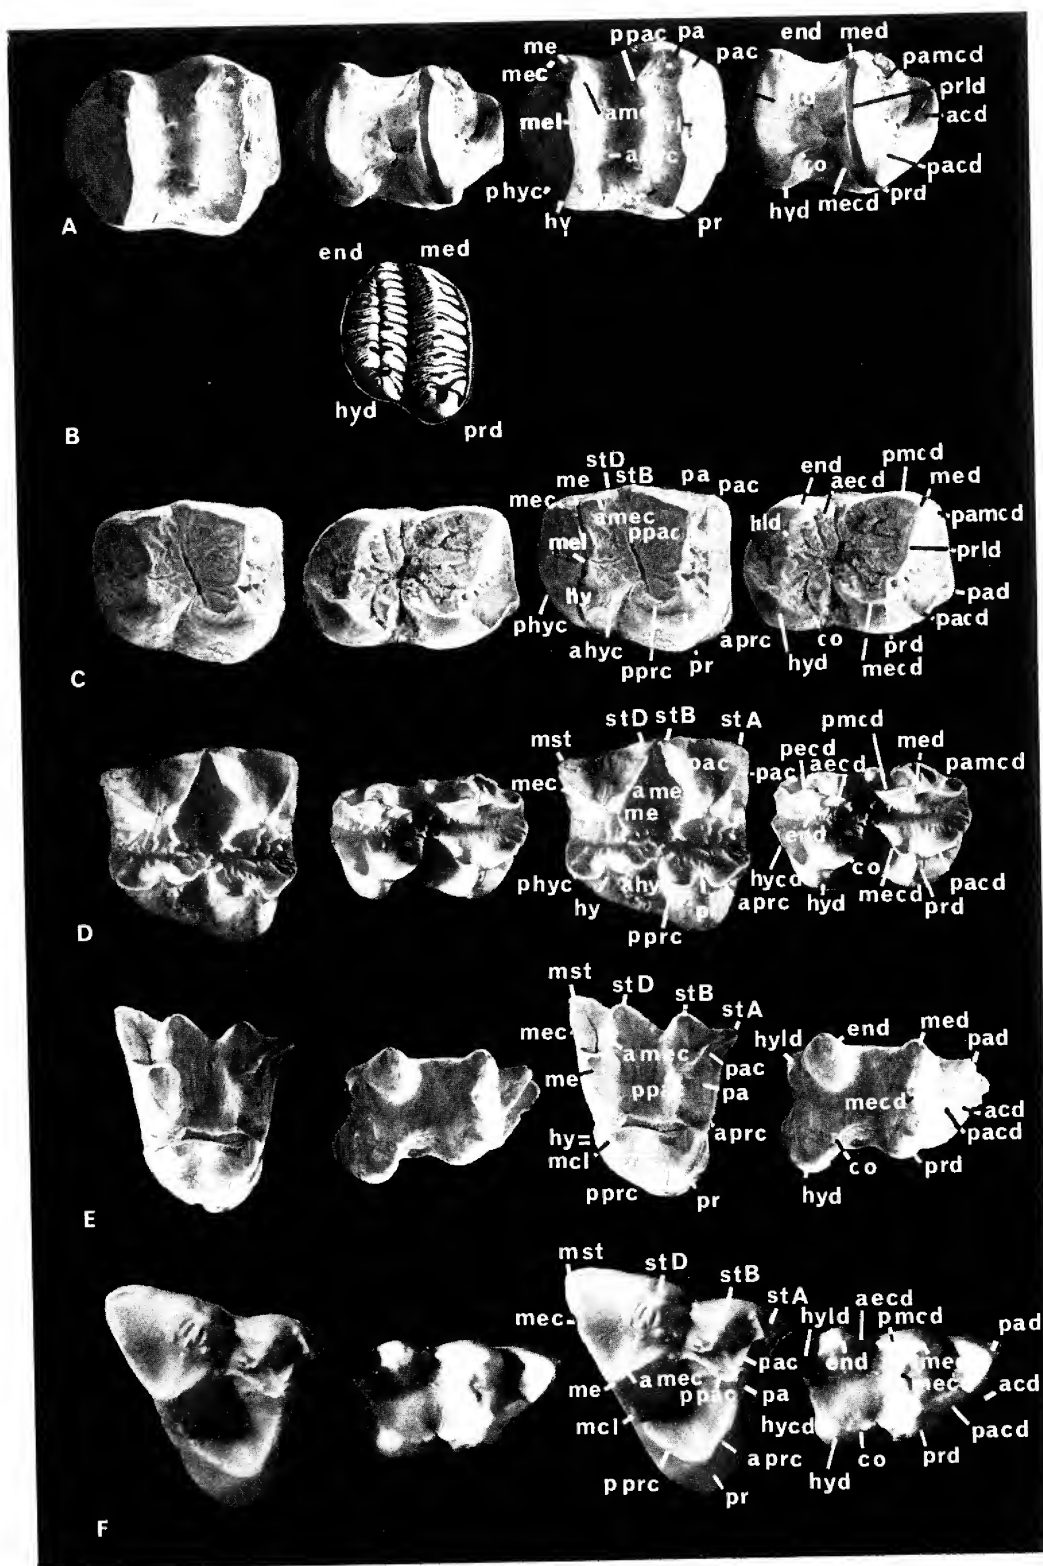 ppac pa
me pac
mec
mel
phyc
hy pr
end med
pamcd
prld
acd
co pacd
hyd mecd prd
A
end med
hyd
prd
B
stD
me stB pa
mec pac
amec
ppac
mel
hy
phyc
ahyc
pprc pr aprc
pmcd
end aecd med
hld pamcd
prld
pad
pacd
hyd co prd
mecd
C
stD stB stA
mst
mec pac pac
ame
me
phyc ahy
hy
pprc
aprc
pmcd
pecd aecd med
pamcd
end
hycd co
hyd mecd pacd
prd
D
mst
stD stB
stA
mec
amec
pac
me pa
aprc
hy=
mcl
pprc
pr
hyld end med
pad
mecd
acd
pacd
co prd
hyd
E
mst
stD
stB
stA
mec
pac
me amec
ppac pa
mcl
pprc aprc
pr
hyld aecd
pmcd pad
end
acd
hycd pacd
hyd co prd
F